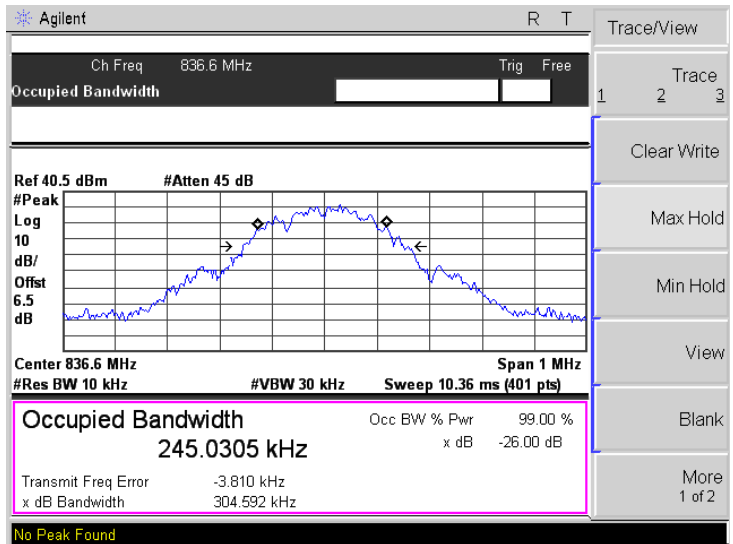 Agilent R T
Trace/View
Ch Freq 836.6 MHz Trig Free
Occupied Bandwidth
Trace
1 2 3
Clear Write
Max Hold
Min Hold
View
Blank
More
1 of 2
Ref 40.5 dBm #Atten 45 dB
#Peak
Log
10
dB/
Offst
6.5
dB
Center 836.6 MHz Span 1 MHz
#Res BW 10 kHz #VBW 30 kHz Sweep 10.36 ms (401 pts)
Occupied Bandwidth Occ BW % Pwr 99.00 %
245.0305 kHz x dB -26.00 dB
Transmit Freq Error -3.810 kHz
x dB Bandwidth 304.592 kHz
No Peak Found